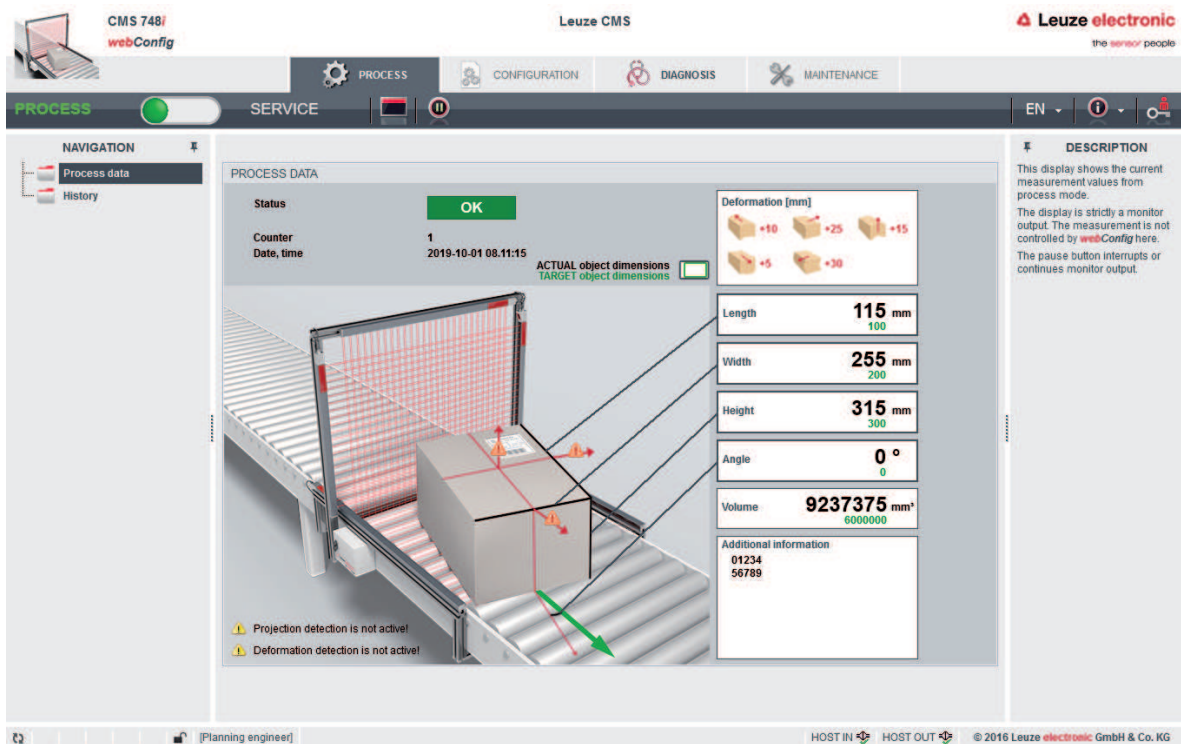 CMS 748i
webConfig
Leuze CMS
Leuze electronic
the sensor people
PROCESS
CONFIGURATION
DIAGNOSIS
MAINTENANCE
PROCESS
SERVICE
EN
NAVIGATION
Process data
History
PROCESS DATA
Status
OK
Counter
1
Date, time
2019-10-01 08.11:15
ACTUAL object dimensions
TARGET object dimensions
Deformation [mm]
+10
+25
+15
+5
+30
Length
115 mm
100
Width
255 mm
200
Height
315 mm
300
Angle
0 °
0
Volume
9237375 mm³
6000000
Additional information
01234
56789
Projection detection is not active!
Deformation detection is not active!
DESCRIPTION
This display shows the current
measurement values from
process mode.
The display is strictly a monitor
output. The measurement is not
controlled by webConfig here.
The pause button interrupts or
continues monitor output.
[Planning engineer]
HOST IN
HOST OUT
© 2016 Leuze electronic GmbH & Co. KG